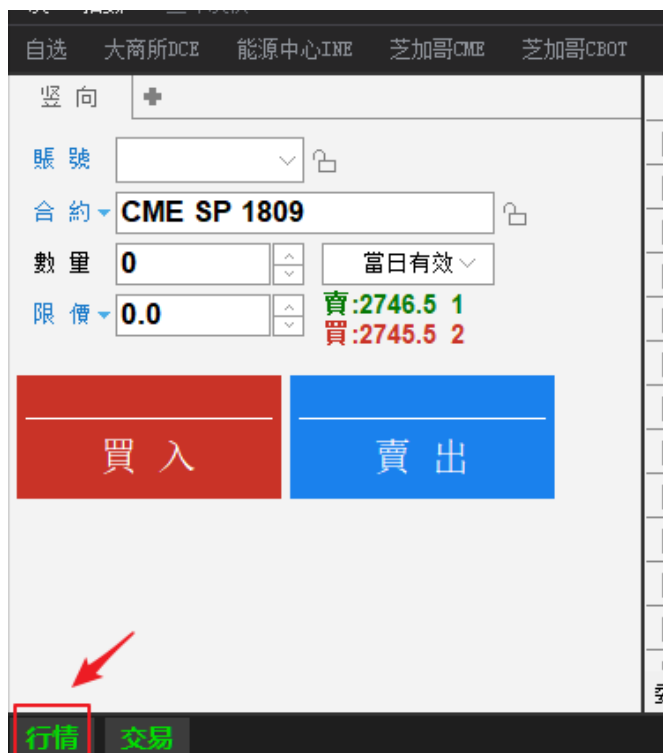 自选 大商所DCE 能源中心INE 芝加哥CME 芝加哥CBOT
竖向
賬號
合約 CME SP 1809
數量 0 當日有效
限價 0.0 賣:2746.5 1
買:2745.5 2
買入 賣出
行情 交易